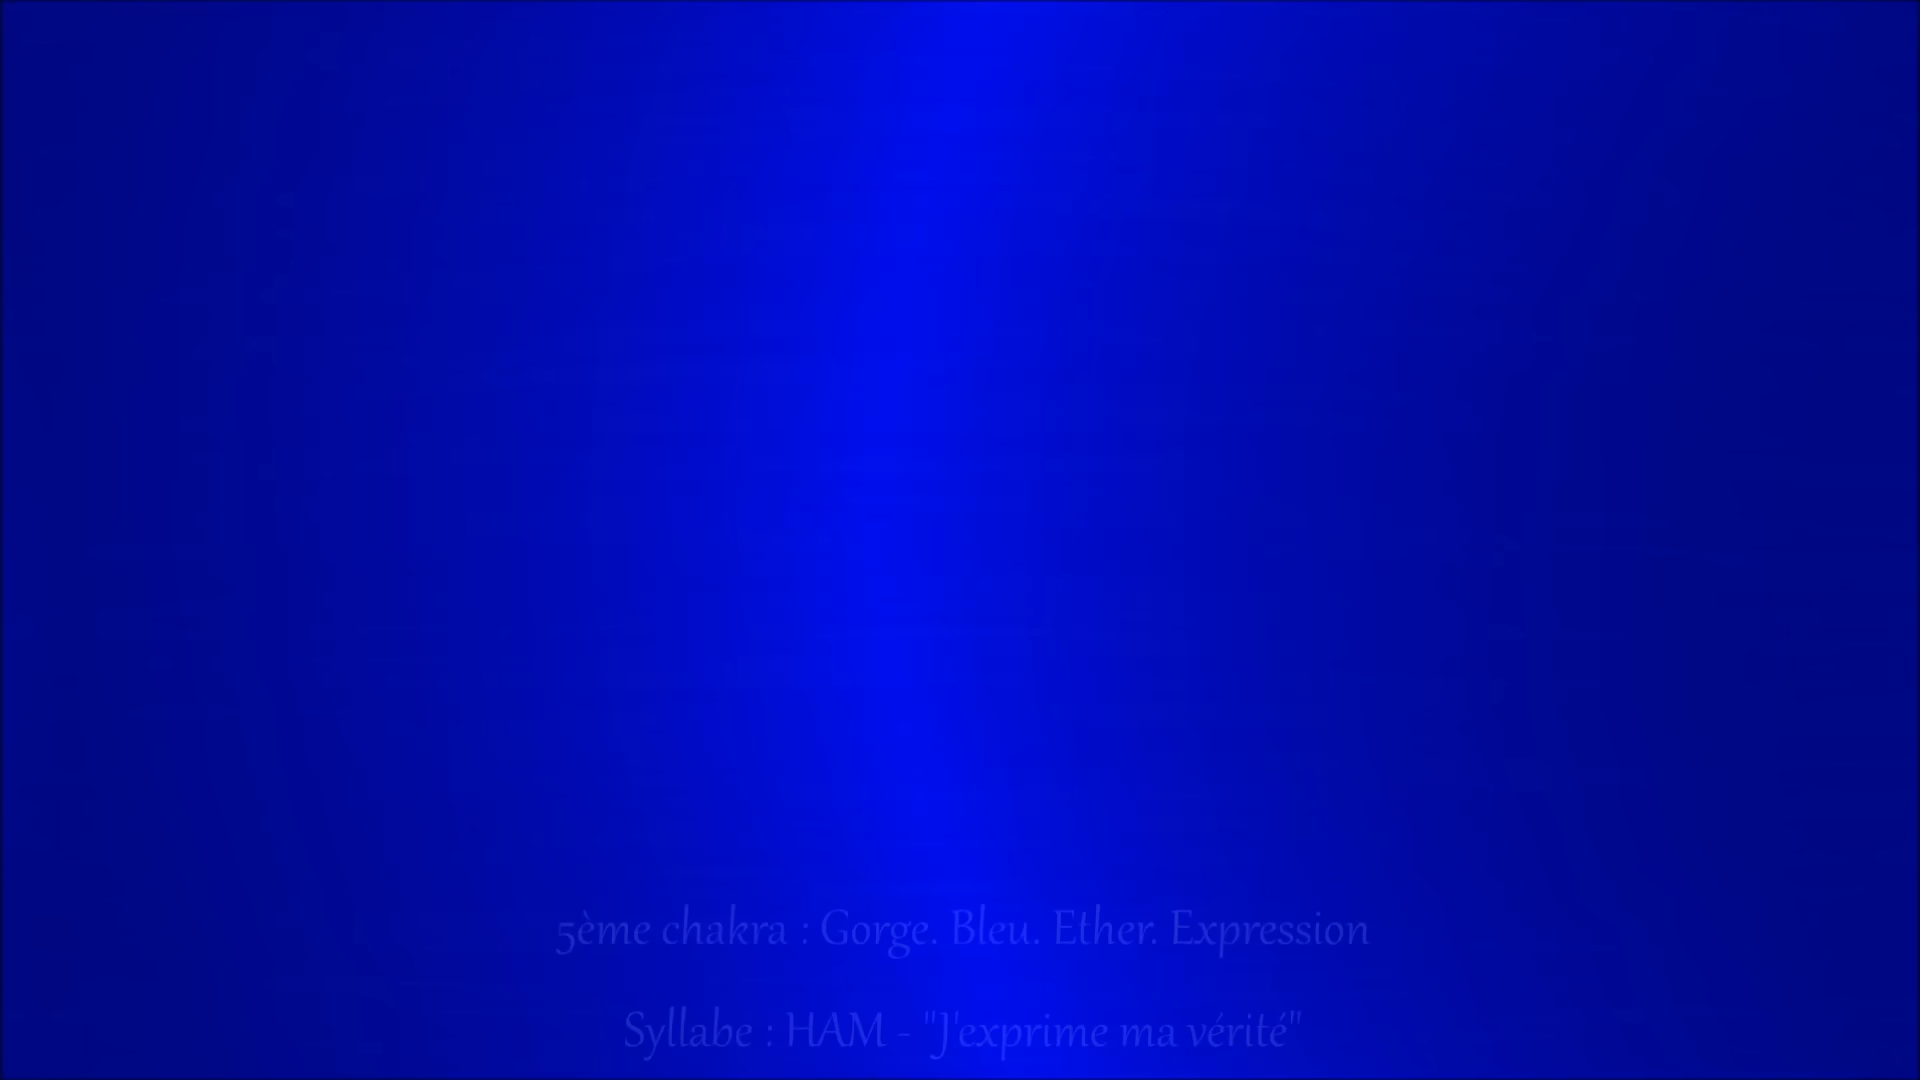 5ème chakra : Gorge. Bleu. Ether. Expression
Syllabe : HAM - "J'exprime ma vérité"